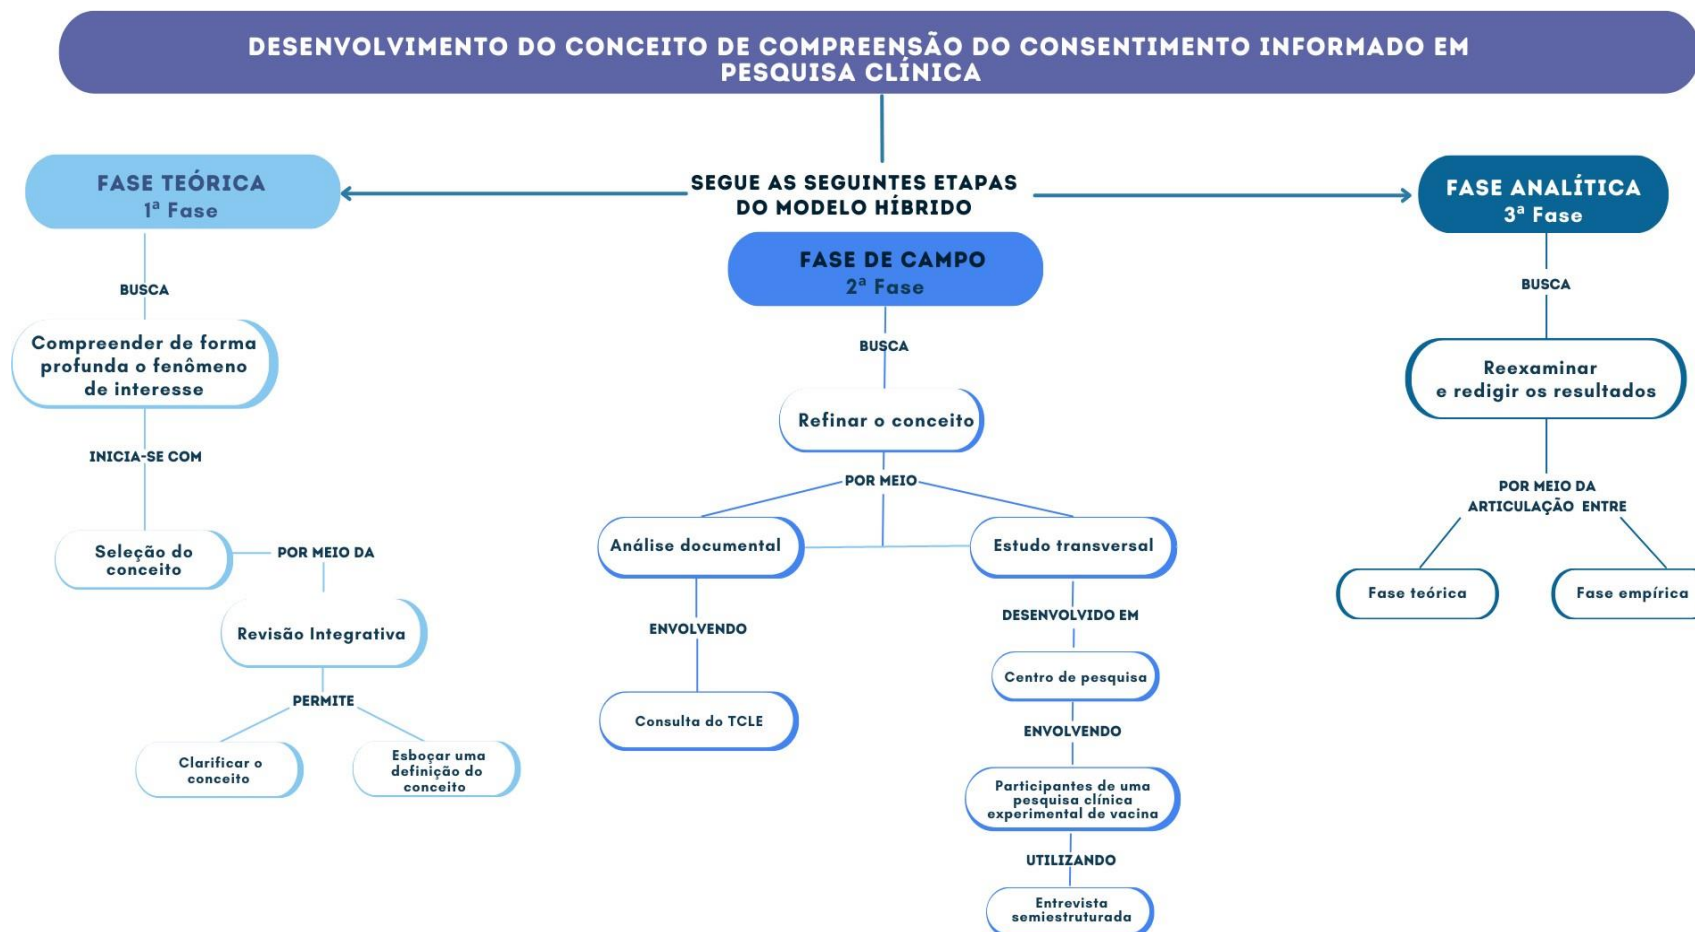 DESENVOLVIMENTO DO CONCEITO DE COMPREENSÃO DO CONSENTIMENTO INFORMADO EM
PESQUISA CLÍNICA
SEGUE AS SEGUINTES ETAPAS
DO MODELO HÍBRIDO
FASE TEÓRICA
1ª Fase
BUSCA
Compreender de forma
profunda o fenômeno
de interesse
INICIA-SE COM
Seleção do
conceito
POR MEIO DA
Revisão Integrativa
PERMITE
Clarificar o
conceito
Esboçar uma
definição do
conceito
FASE DE CAMPO
2ª Fase
BUSCA
Refinar o conceito
POR MEIO
Análise documental
ENVOLVENDO
Consulta do TCLE
Estudo transversal
DESENVOLVIDO EM
Centro de pesquisa
ENVOLVENDO
Participantes de uma
pesquisa clínica
experimental de vacina
UTILIZANDO
Entrevista
semiestruturada
FASE ANALÍTICA
3ª Fase
BUSCA
Reexaminar
e redigir os resultados
POR MEIO DA
ARTICULAÇÃO ENTRE
Fase teórica
Fase empírica